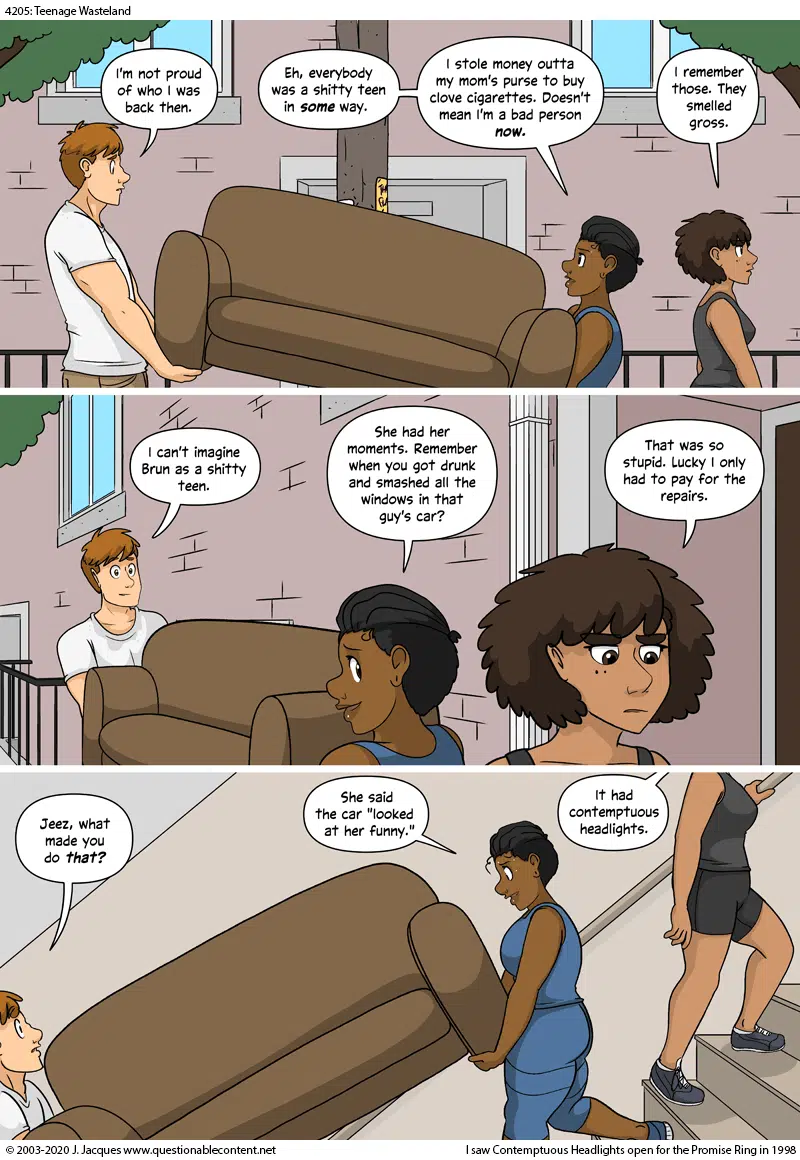 4205: Teenage Wasteland
I'm not proud
of who I was
back then.
Eh, everybody
was a shitty teen
in some way.
I stole money outta
my mom's purse to buy
clove cigarettes. Doesn't
mean I'm a bad person
now.
I remember
those. They
smelled
gross.
I can't imagine
Brun as a shitty
teen.
She had her
moments. Remember
when you got drunk
and smashed all the
windows in that
guy's car?
That was so
stupid. Lucky I only
had to pay for the
repairs.
Jeez, what
made you
do that?
She said
the car "looked
at her funny."
It had
contemptuous
headlights.
© 2003-2020 J. Jacques www.questionablecontent.net
I saw Contemptuous Headlights open for the Promise Ring in 1998